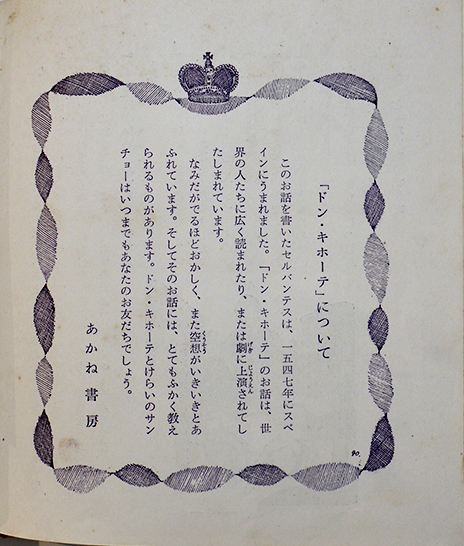 「ドン・キホーテ」について
このお話を書いたセルバンテスは、一五四七年にスペ
インにうまれました。「ドン・キホーテ」のお話は、世
界の人たちに広く読まれたり、または劇に上演されてし
たしまれています。
なみだがでるほどおかしく、また空想がいきいきとあ
ふれています。そしてそのお話には、とてもふかく教え
られるものがあります。ドン・キホーテとけらいのサン
チョーはいつまでもあなたのお友だちでしょう。
あかね書房